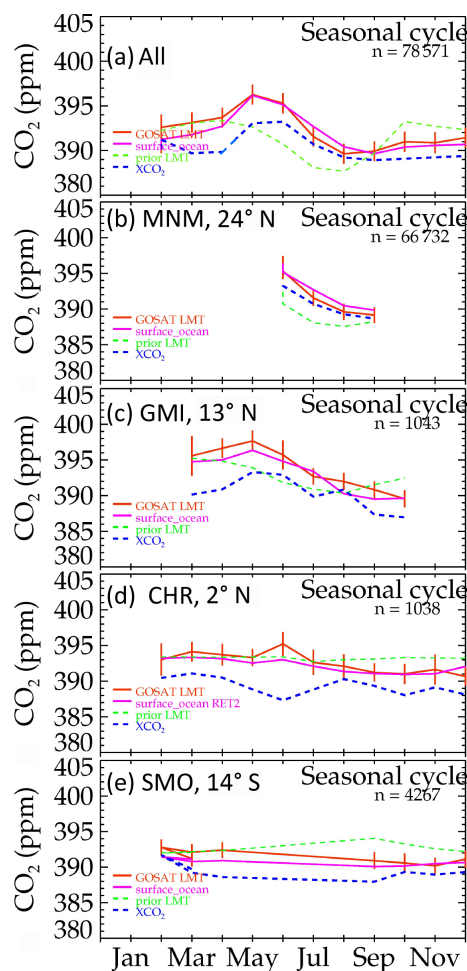 405
(a) All
Seasonal cycle
n = 78 571
400
395
390
380
CO₂ (ppm)
GOSAT LMT
surface_ocean
prior LMT
XCO₂
405
(b) MNM, 24° N
Seasonal cycle
n = 66 732
400
395
390
385
380
CO₂ (ppm)
GOSAT LMT
surface_ocean
prior LMT
XCO₂
405
(c) GMI, 13° N
Seasonal cycle
n = 1043
400
395
390
385
380
CO₂ (ppm)
GOSAT LMT
surface_ocean
prior LMT
XCO₂
405
(d) CHR, 2° N
Seasonal cycle
n = 1038
400
395
390
385
380
CO₂ (ppm)
GOSAT LMT
surface_ocean RET2
prior LMT
XCO₂
405
(e) SMO, 14° S
Seasonal cycle
n = 4267
400
395
390
385
380
CO₂ (ppm)
GOSAT LMT
surface_ocean
prior LMT
XCO₂
Jan Mar May Jul Sep Nov